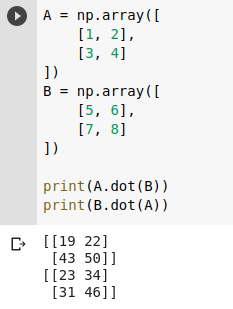 A = np.array([
    [1, 2],
    [3, 4]
])
B = np.array([
    [5, 6],
    [7, 8]
])

print(A.dot(B))
print(B.dot(A))
[[19 22]
 [43 50]]
[[23 34]
 [31 46]]